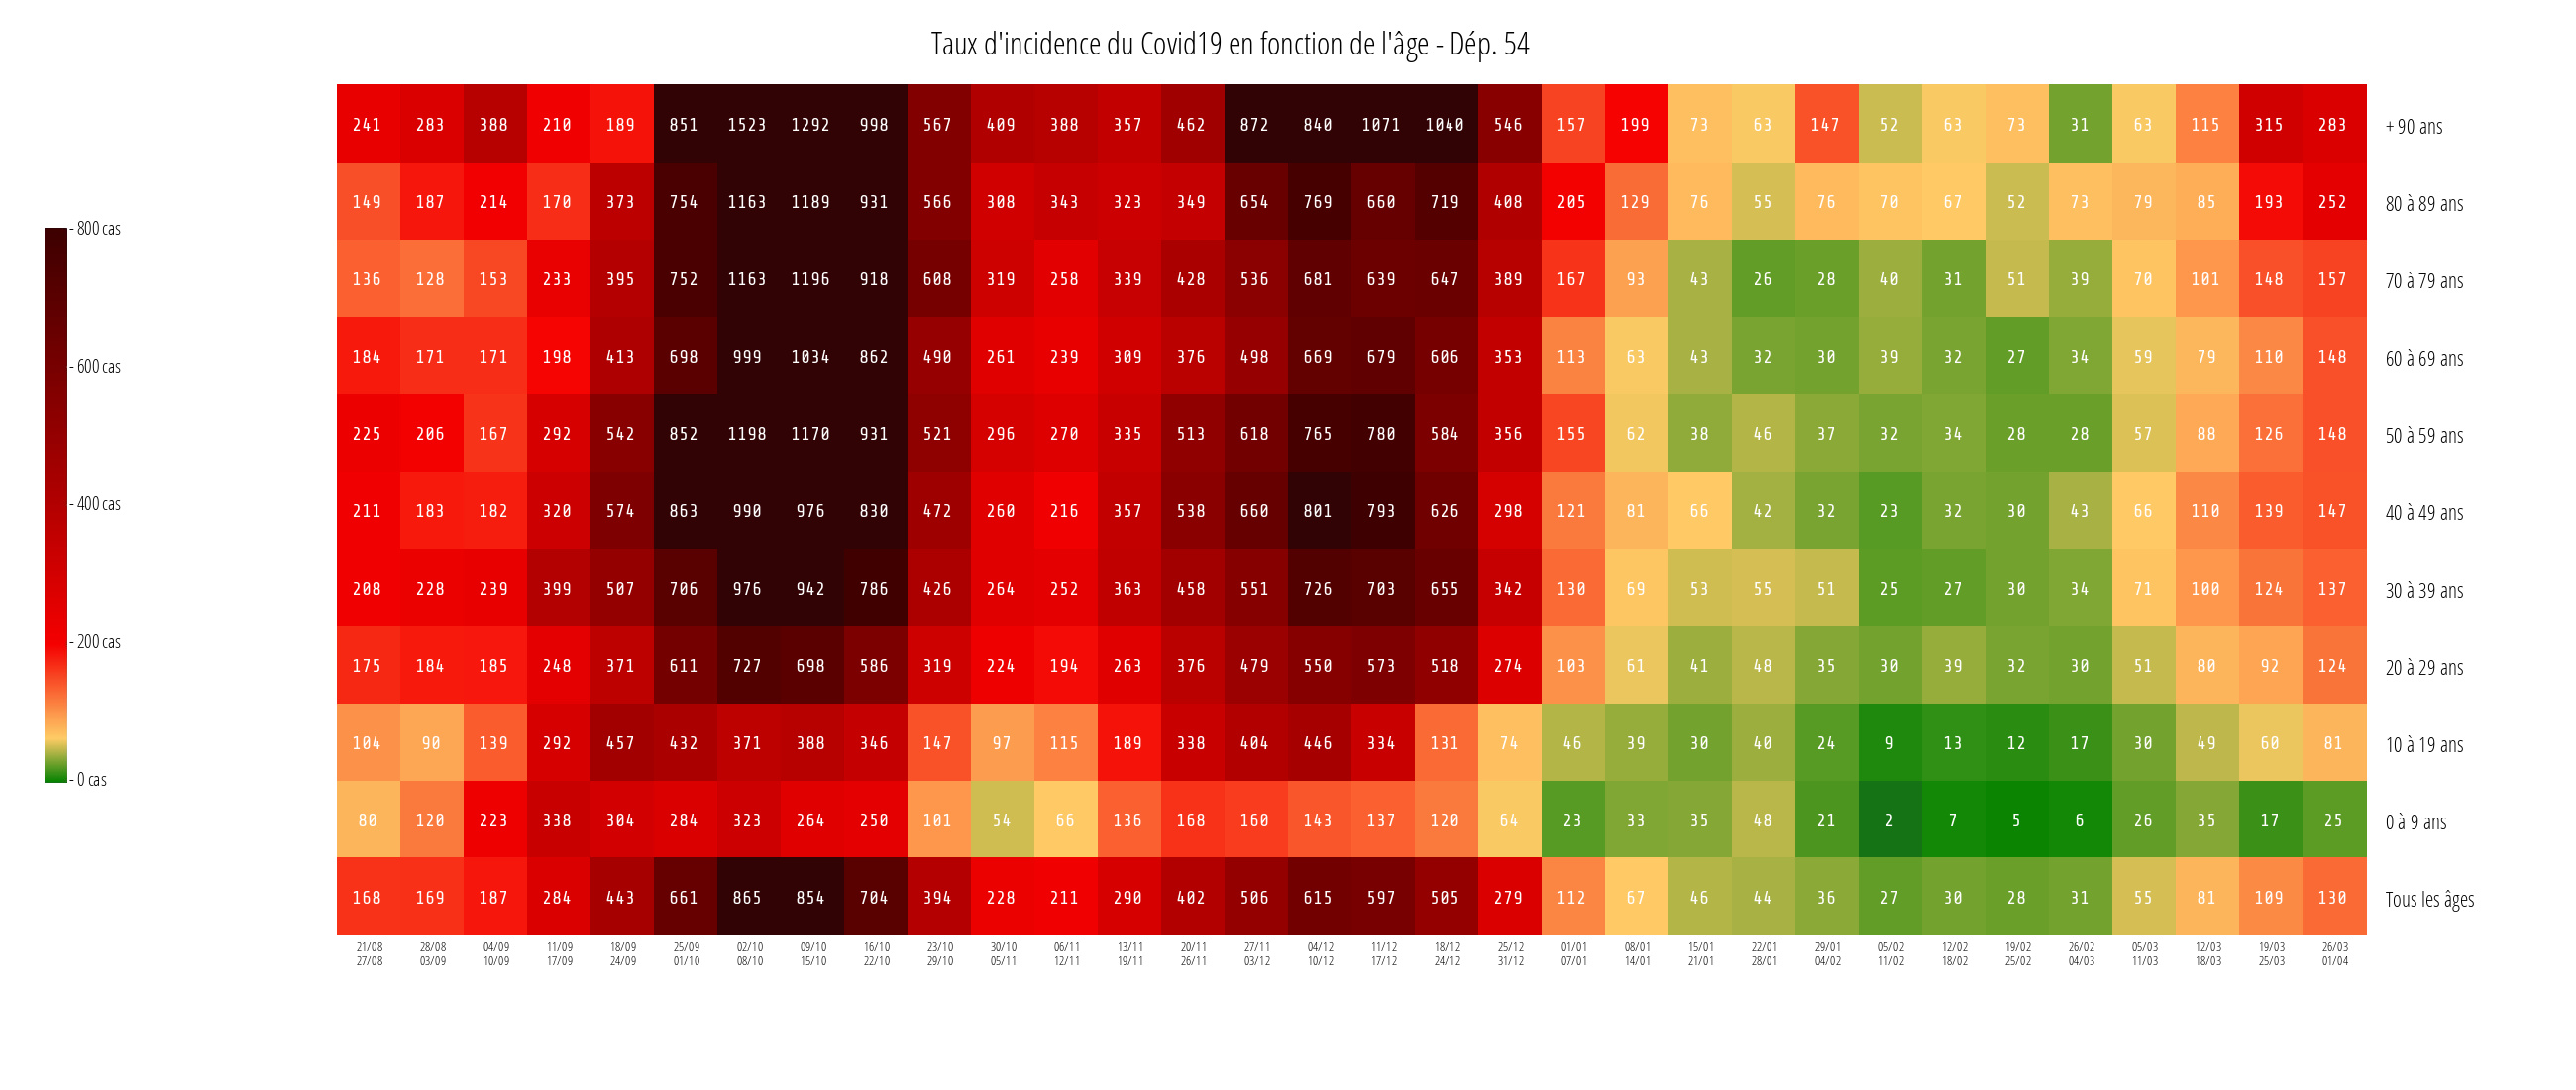 Taux d'incidence du Covid19 en fonction de l'âge - Dép. 54
- 800 cas
- 600 cas
- 400 cas
- 200 cas
- 0 cas
241 283 388 210 189 851 1523 1292 998 567 409 388 357 462 872 840 1071 1040 546 157 199 73 63 147 52 63 73 31 63 115 315 283 + 90 ans
149 187 214 170 373 754 1163 1189 931 566 308 343 323 349 654 769 660 719 408 205 129 76 55 76 70 67 52 73 79 85 193 252 80 à 89 ans
136 128 153 233 395 752 1163 1196 918 608 319 258 339 428 536 681 639 647 389 167 93 43 26 28 40 31 51 39 70 101 148 157 70 à 79 ans
184 171 171 198 413 698 999 1034 862 490 261 239 309 376 498 669 679 606 353 113 63 43 32 30 39 32 27 34 59 79 110 148 60 à 69 ans
225 206 167 292 542 852 1198 1170 931 521 296 270 335 513 618 765 780 584 356 155 62 38 46 37 32 34 28 28 57 88 126 148 50 à 59 ans
211 183 182 320 574 863 990 976 830 472 260 216 357 538 660 801 793 626 298 121 81 66 42 32 23 32 30 43 66 110 139 147 40 à 49 ans
208 228 239 399 507 706 976 942 786 426 264 252 363 458 551 726 703 655 342 130 69 53 55 51 25 27 30 34 71 100 124 137 30 à 39 ans
175 184 185 248 371 611 727 698 586 319 224 194 263 376 479 550 573 518 274 103 61 41 48 35 30 39 32 30 51 80 92 124 20 à 29 ans
104 90 139 292 457 432 371 388 346 147 97 115 189 338 404 446 334 131 74 46 39 30 40 24 9 13 12 17 30 49 60 81 10 à 19 ans
80 120 223 338 304 284 323 264 250 101 54 66 136 168 160 143 137 120 64 23 33 35 48 21 2 7 5 6 26 35 17 25 0 à 9 ans
168 169 187 284 443 661 865 854 704 394 228 211 290 402 506 615 597 505 279 112 67 46 44 36 27 30 28 31 55 81 109 130 Tous les âges
21/08 28/08 04/09 11/09 18/09 25/09 02/10 09/10 16/10 23/10 30/10 06/11 13/11 20/11 27/11 04/12 11/12 18/12 25/12 01/01 08/01 15/01 22/01 29/01 05/02 12/02 19/02 26/02 05/03 12/03 19/03 26/03
27/08 03/09 10/09 17/09 24/09 01/10 08/10 15/10 22/10 29/10 05/11 12/11 19/11 26/11 03/12 10/12 17/12 24/12 31/12 07/01 14/01 21/01 28/01 04/02 11/02 18/02 25/02 04/03 11/03 18/03 25/03 01/04